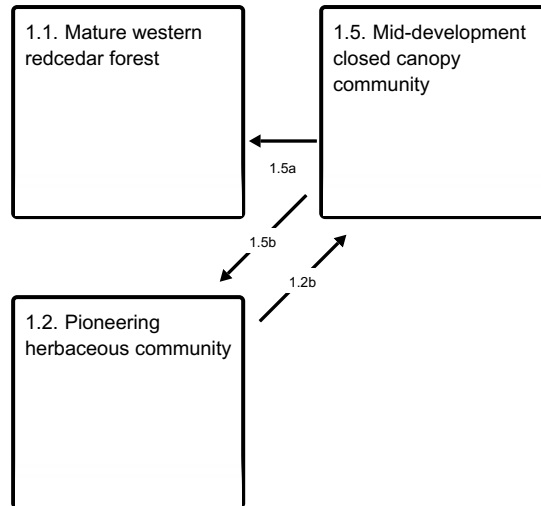 1.1. Mature western
redcedar forest
1.5. Mid-development
closed canopy
community
1.5a
1.5b
1.2b
1.2. Pioneering
herbaceous community